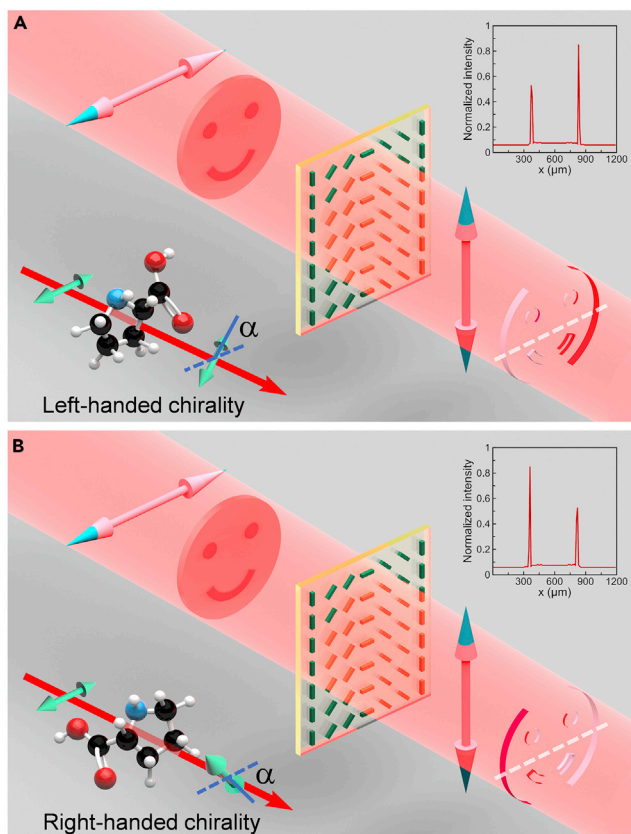 A
Normalized intensity
1
0.8
0.6
0.4
0.2
0
300 600 900 1200
x (μm)
α
Left-handed chirality
B
Normalized intensity
1
0.8
0.6
0.4
0.2
0
300 600 900 1200
x (μm)
α
Right-handed chirality